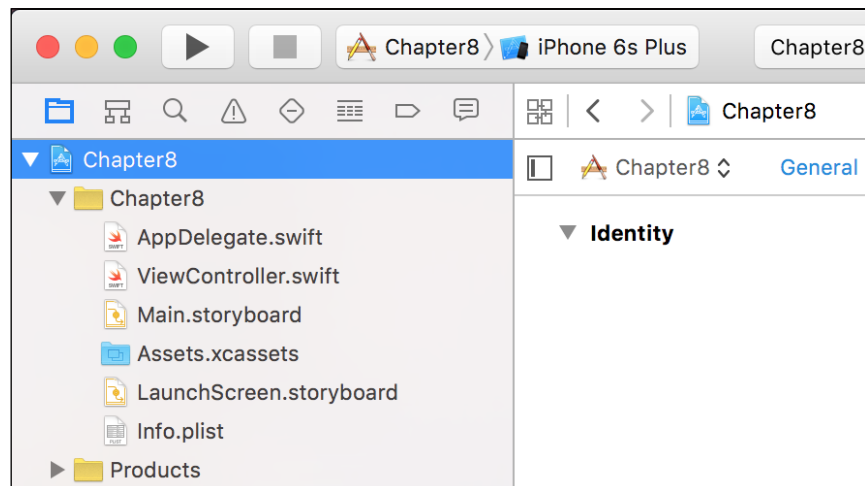 Chapter8 iPhone 6s Plus Chapter8
Chapter8
Chapter8
Chapter8 General
Chapter8
Identity
AppDelegate.swift
ViewController.swift
Main.storyboard
Assets.xcassets
LaunchScreen.storyboard
Info.plist
Products